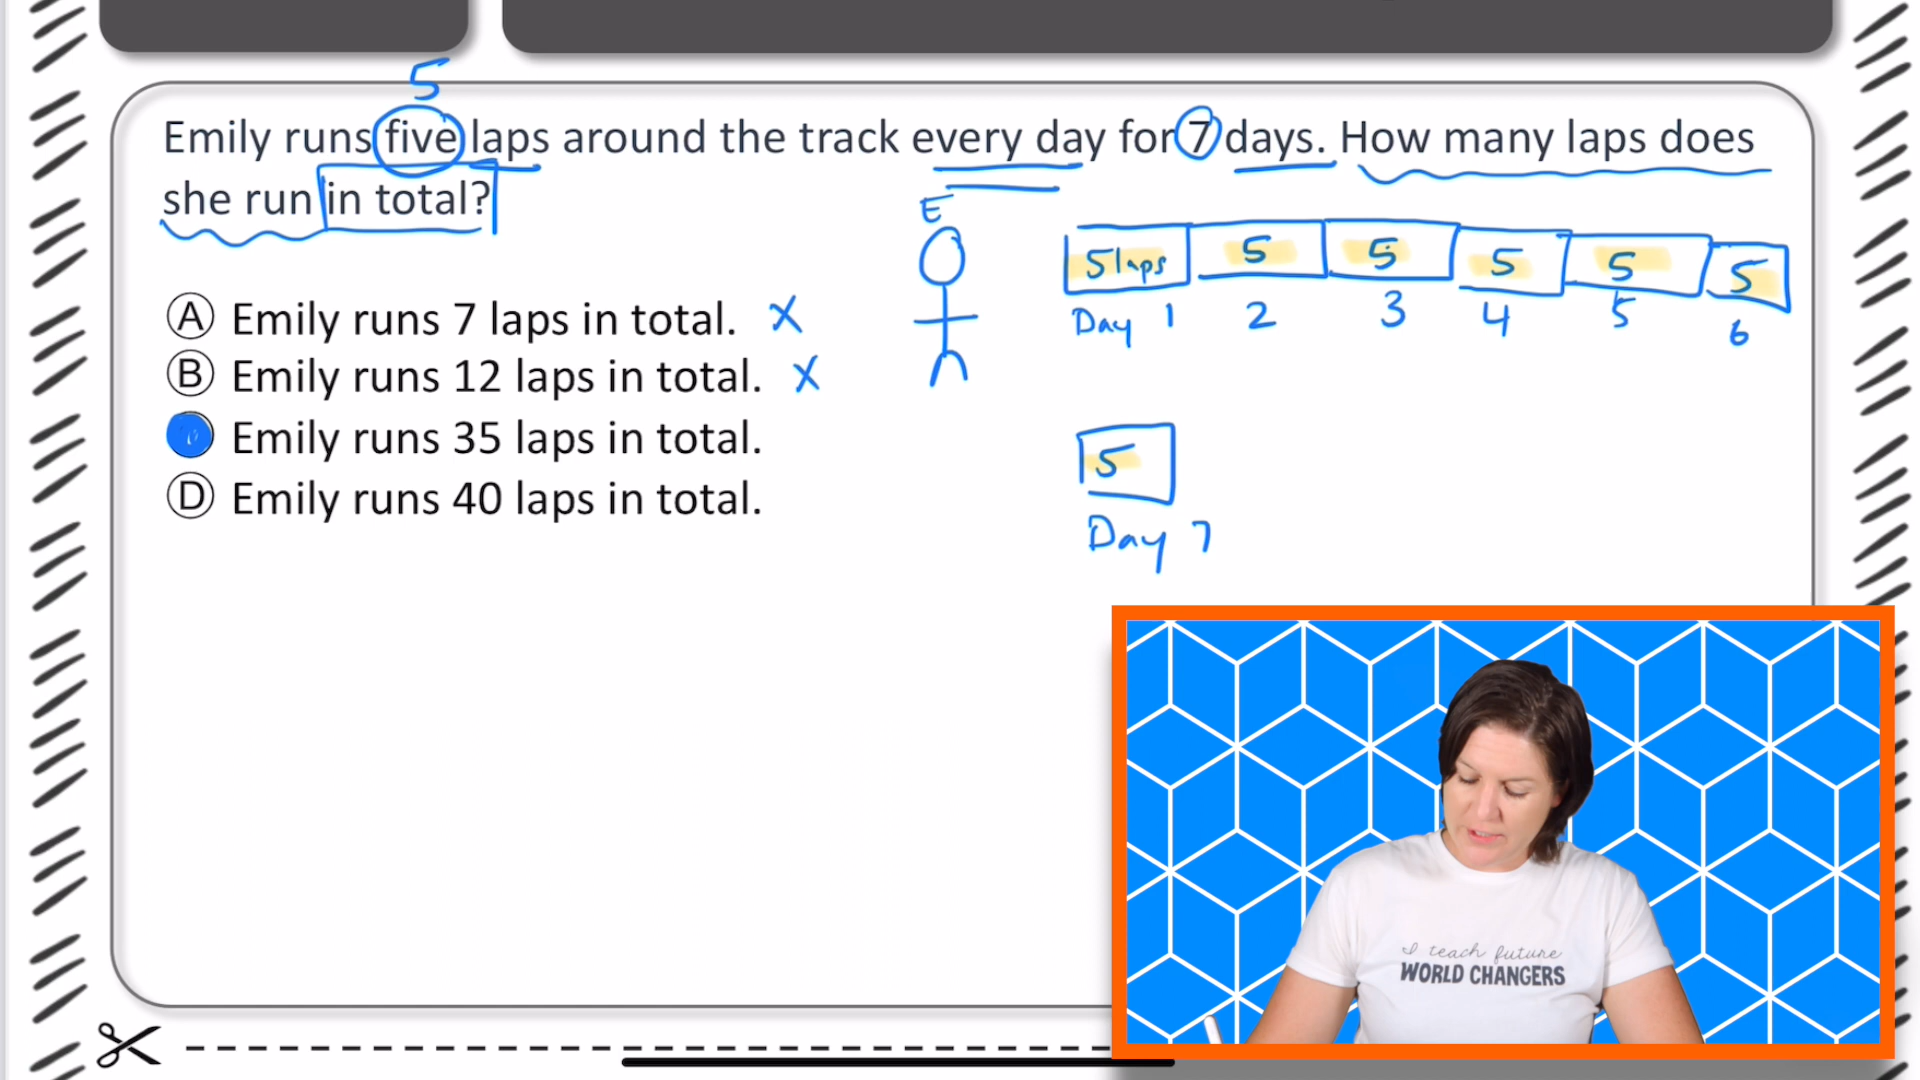 5
Emily runs five laps around the track every day for 7 days. How many laps does
she run in total?
E
5 laps 5 5 5 5 5
Day 1 2 3 4 5 6
A Emily runs 7 laps in total. X
B Emily runs 12 laps in total. X
Emily runs 35 laps in total.
D Emily runs 40 laps in total.
5
Day 7
I teach future
WORLD CHANGERS